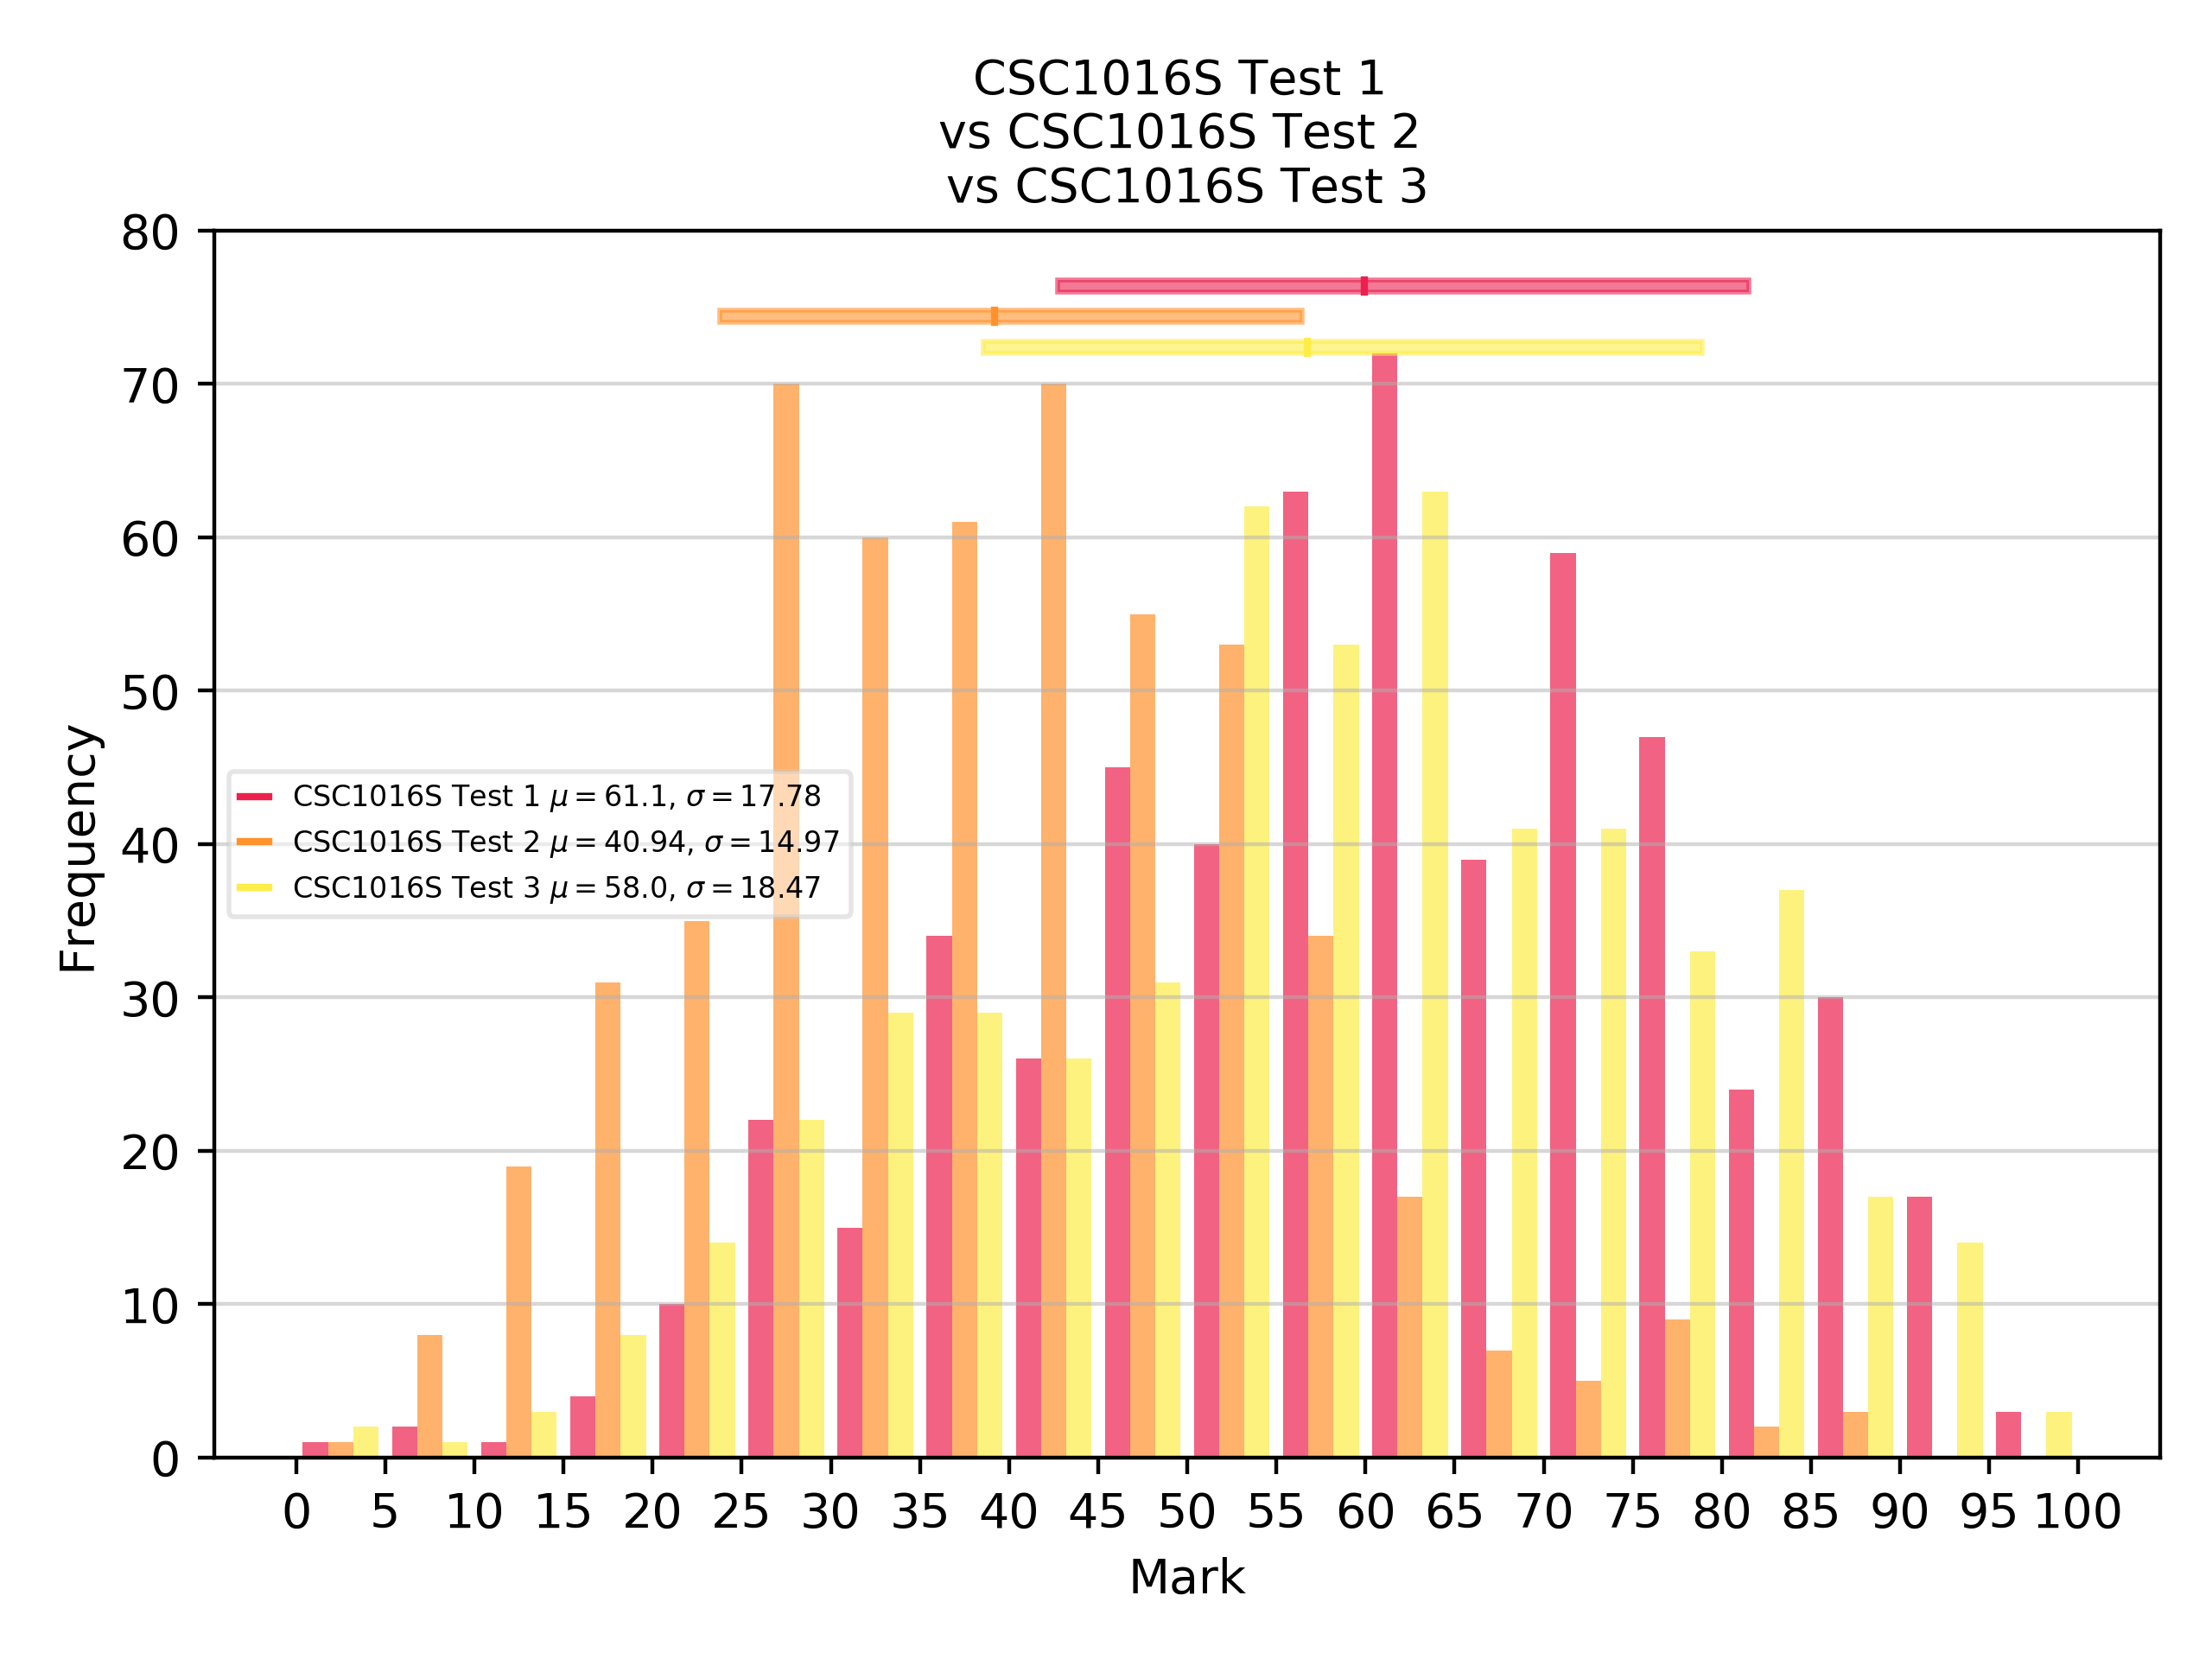 CSC1016S Test 1
vs CSC1016S Test 2
vs CSC1016S Test 3
80
70
60
50
40
30
20
10
0
Frequency
CSC1016S Test 1 μ = 61.1, σ = 17.78
CSC1016S Test 2 μ = 40.94, σ = 14.97
CSC1016S Test 3 μ = 58.0, σ = 18.47
0 5 10 15 20 25 30 35 40 45 50 55 60 65 70 75 80 85 90 95 100
Mark